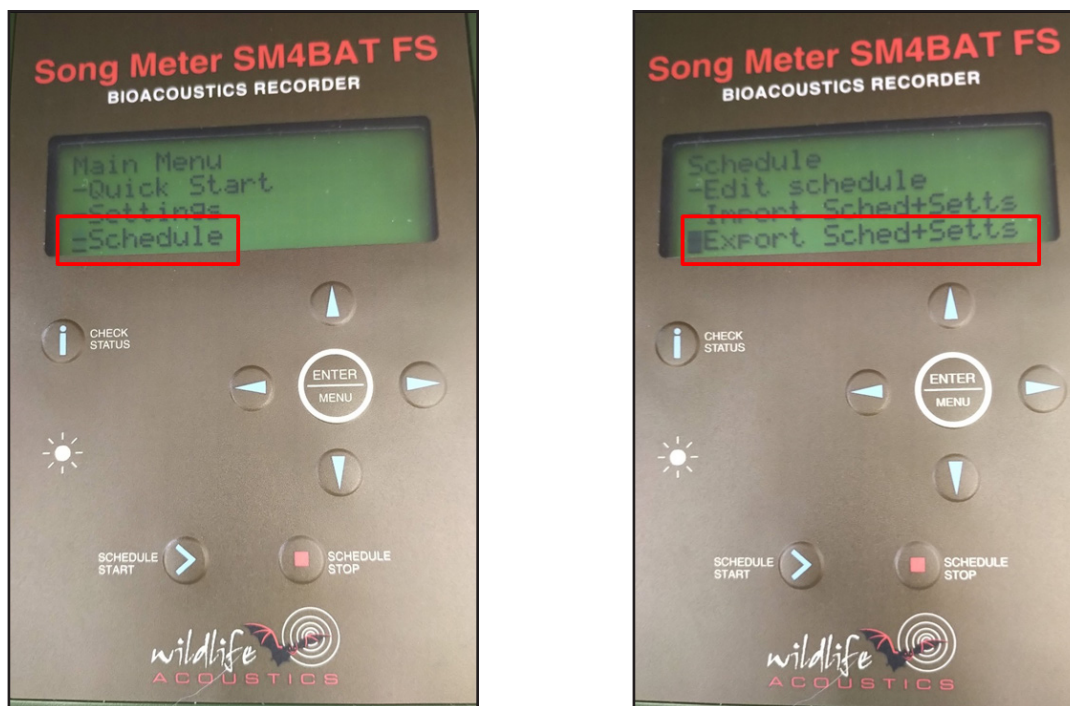 Song Meter SM4BAT FS
BIOACOUSTICS RECORDER
Main Menu
-Quick Start
-Settings
-Schedule
i
CHECK
STATUS
ENTER
MENU
SCHEDULE
START
SCHEDULE
STOP
wildlife
ACOUSTICS
Song Meter SM4BAT FS
BIOACOUSTICS RECORDER
Schedule
-Edit schedule
-Import Sched+Setts
Export Sched+Setts
i
CHECK
STATUS
ENTER
MENU
SCHEDULE
START
SCHEDULE
STOP
wildlife
ACOUSTICS